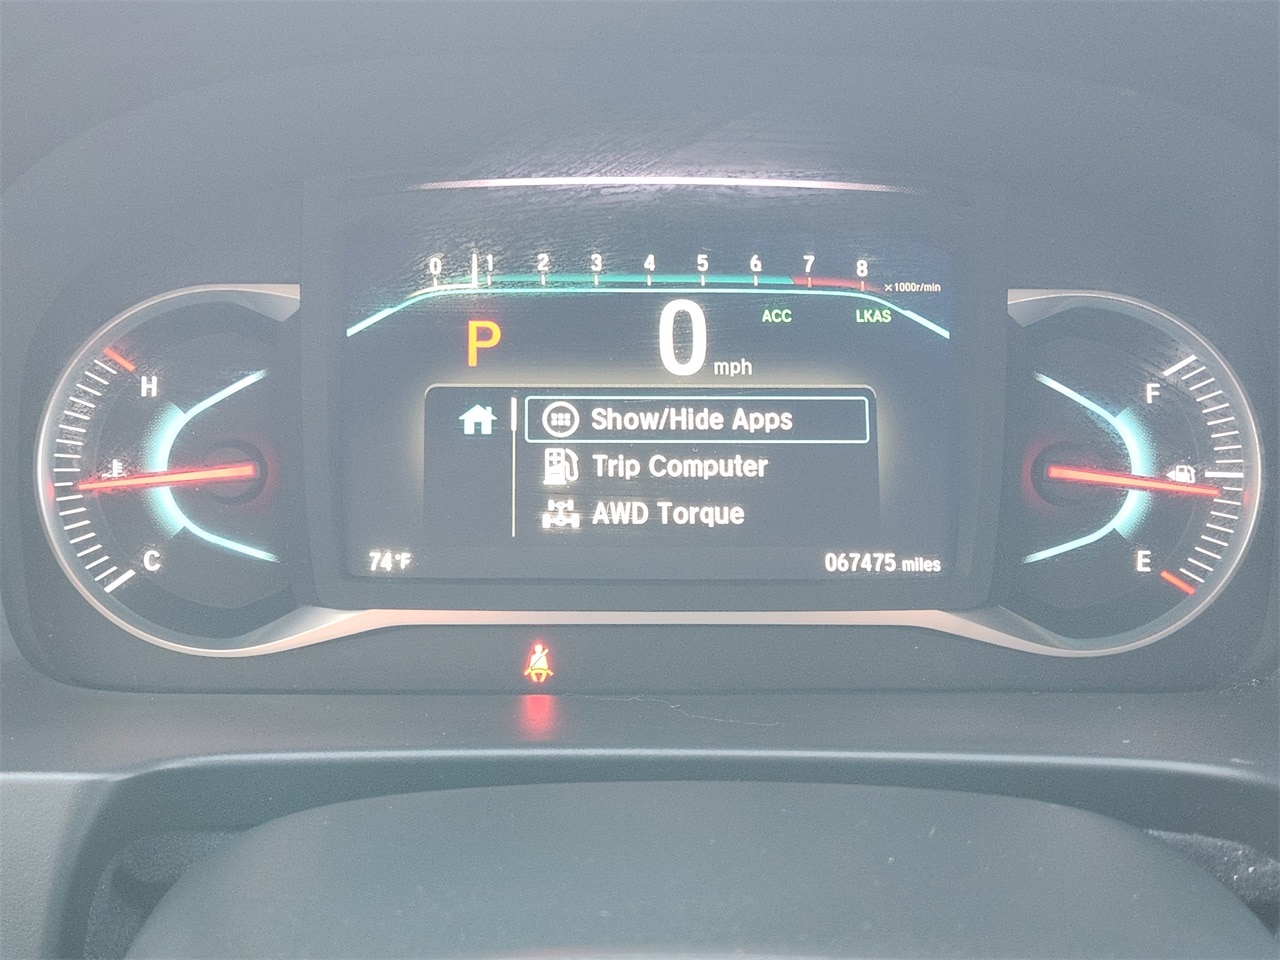 0 1 2 3 4 5 6 7 8
×1000r/min
P 0 mph ACC LKAS
H
F
Show/Hide Apps
Trip Computer
AWD Torque
C
E
74°F
067475 miles